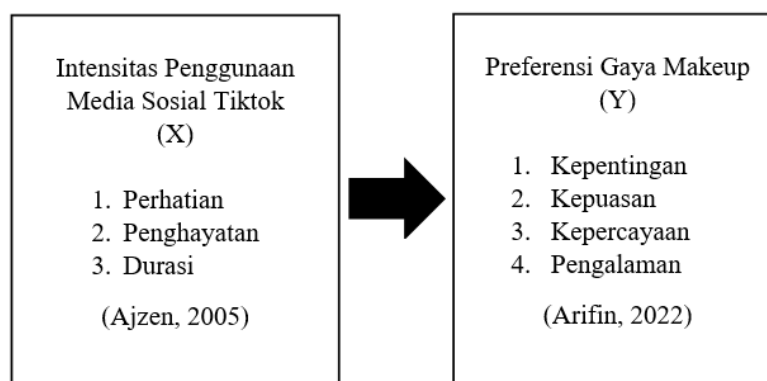 Intensitas Penggunaan
Media Sosial Tiktok
(X)
1. Perhatian
2. Penghayatan
3. Durasi
(Ajzen, 2005)
Preferensi Gaya Makeup
(Y)
1. Kepentingan
2. Kepuasan
3. Kepercayaan
4. Pengalaman
(Arifin, 2022)